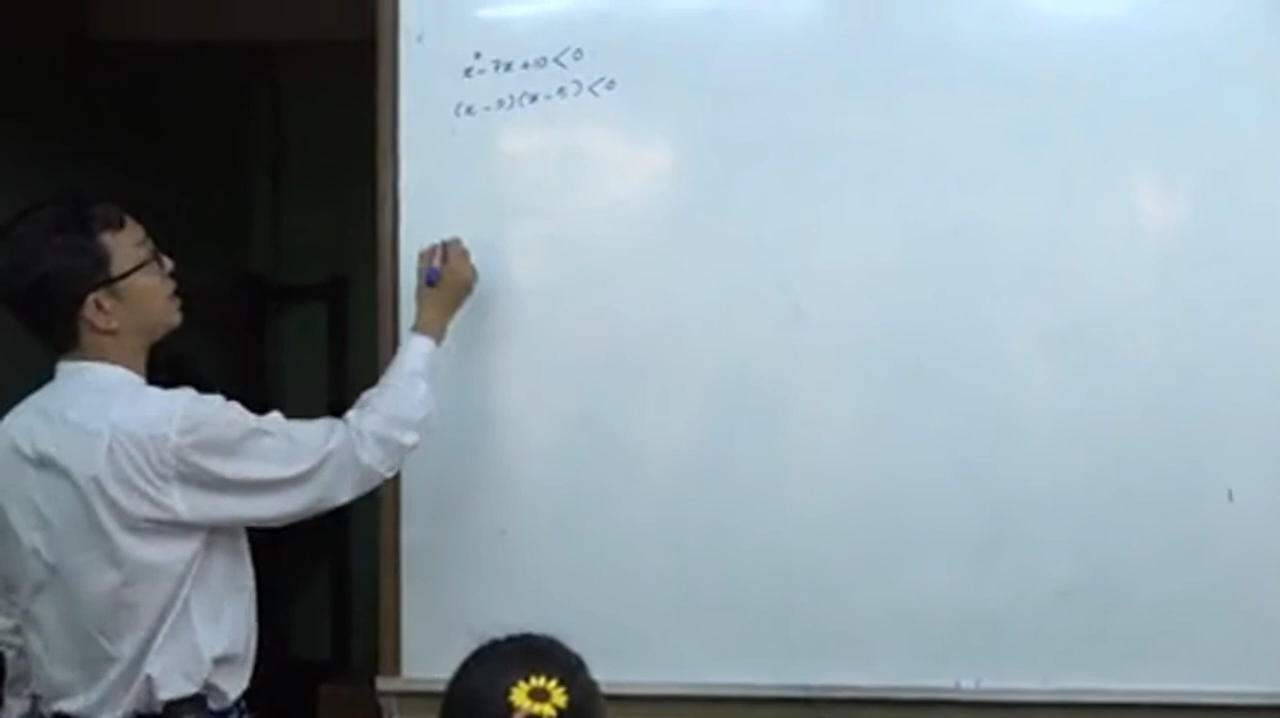 x² - 7x + 10 < 0
(x - 2)(x - 5) < 0